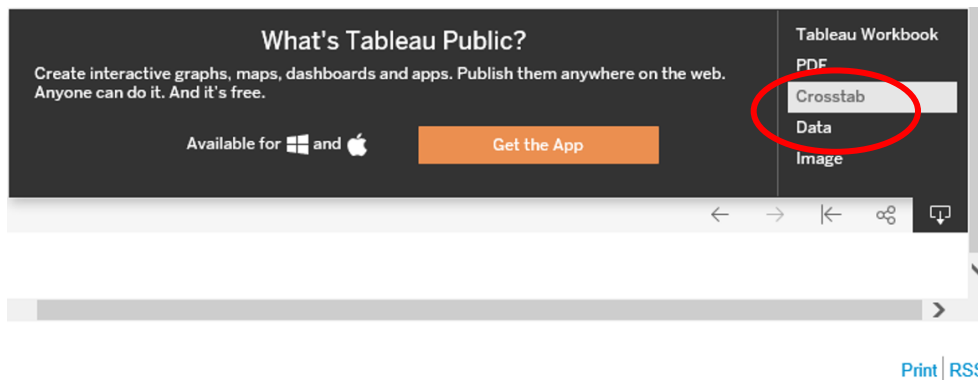 What's Tableau Public?
Create interactive graphs, maps, dashboards and apps. Publish them anywhere on the web.
Anyone can do it. And it's free.
Available for and
Get the App
Tableau Workbook
PDF
Crosstab
Data
Image
Print RSS